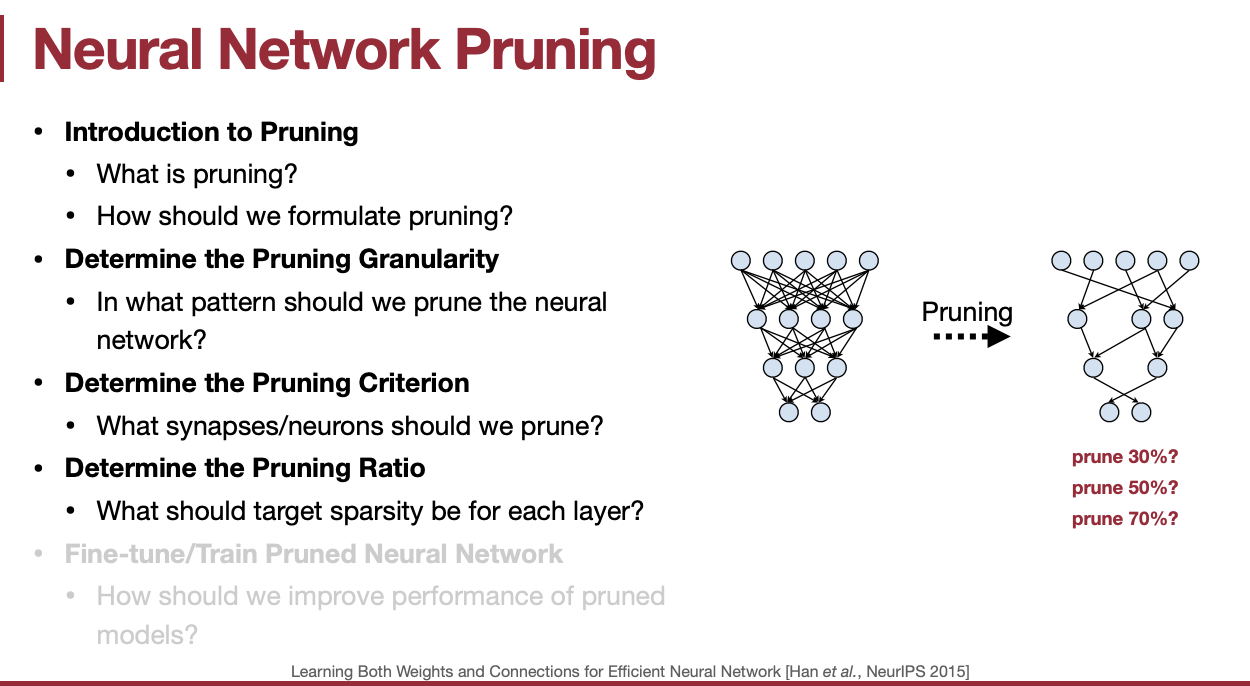 Neural Network Pruning
• Introduction to Pruning
• What is pruning?
• How should we formulate pruning?
• Determine the Pruning Granularity
• In what pattern should we prune the neural
network?
• Determine the Pruning Criterion
• What synapses/neurons should we prune?
• Determine the Pruning Ratio
• What should target sparsity be for each layer?
• Fine-tune/Train Pruned Neural Network
• How should we improve performance of pruned
models?
Pruning
prune 30%?
prune 50%?
prune 70%?
Learning Both Weights and Connections for Efficient Neural Network [Han et al., NeurIPS 2015]